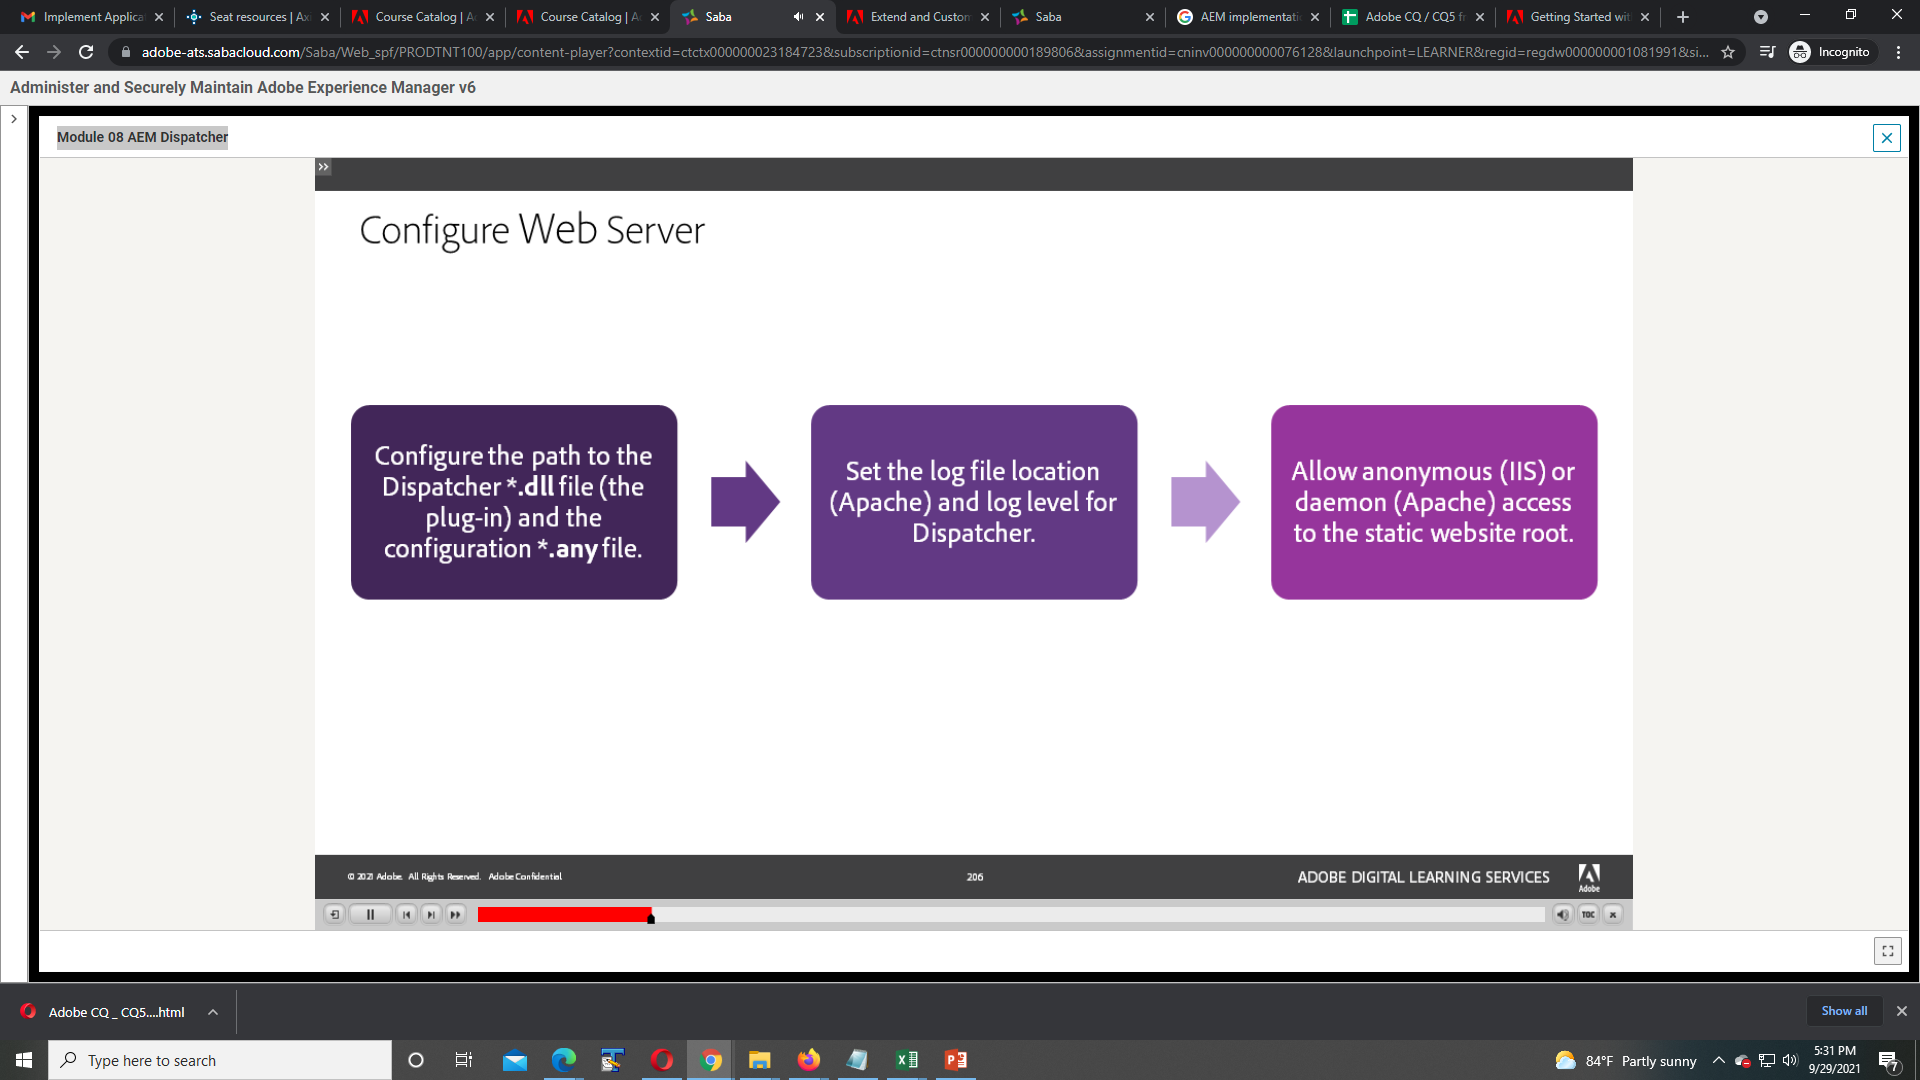 Implement Applica
Seat resources | Ax
Course Catalog | A
Course Catalog | A
Saba
Extend and Custom
Saba
AEM implementati
Adobe CQ / CQ5 f
Getting Started wit
adobe-ats.sabacloud.com/Saba/Web_spf/PRODTNT100/app/content-player?contextid=ctctx000000023184723&subscriptionid=ctnsr000000000189806&assignmentid=cninv000000000076128&launchpoint=LEARNER&regid=regdw000000001081991&si...
Incognito
Administer and Securely Maintain Adobe Experience Manager v6
Module 08 AEM Dispatcher
Configure Web Server
Configure the path to the
Dispatcher *.dll file (the
plug-in) and the
configuration *.any file.
Set the log file location
(Apache) and log level for
Dispatcher.
Allow anonymous (IIS) or
daemon (Apache) access
to the static website root.
© 2021 Adobe. All Rights Reserved. Adobe Confidential
206
ADOBE DIGITAL LEARNING SERVICES
Adobe
TOC
Adobe CQ _ CQ5....html
Show all
Type here to search
84°F Partly sunny
5:31 PM
9/29/2021
7